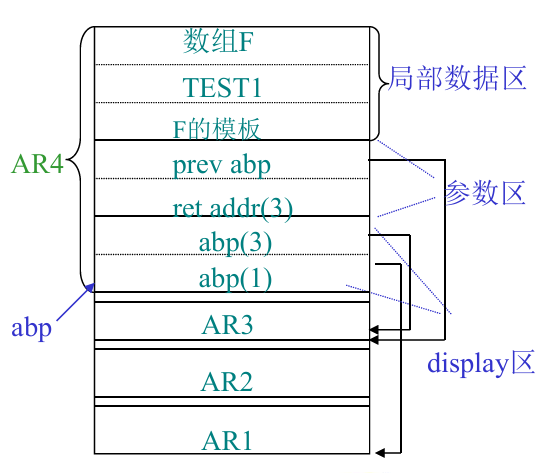 数组F
TEST1
局部数据区
F的模板
AR4
prev abp
参数区
ret addr(3)
abp(3)
abp(1)
abp
AR3
display区
AR2
AR1